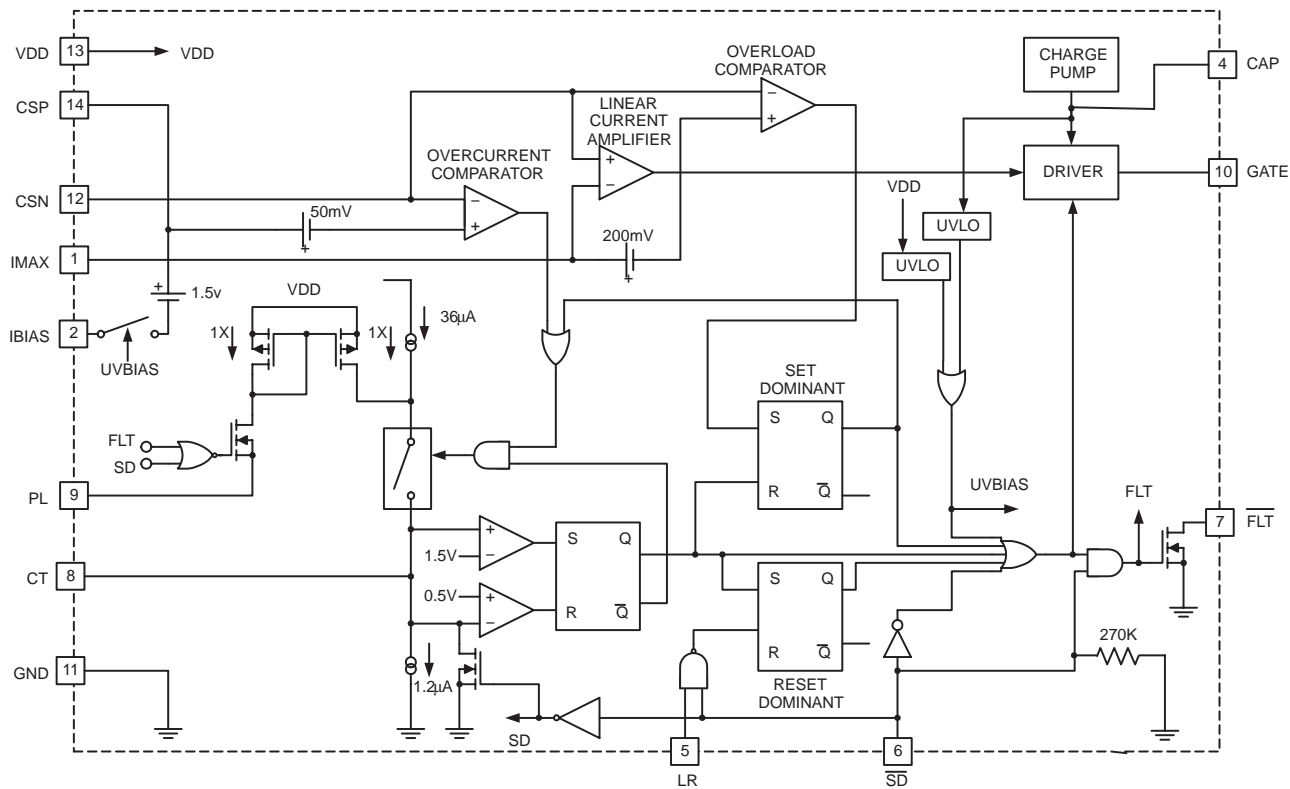 VDD
13
VDD
CSP
14
CSN
12
IMAX
1
IBIAS
2
PL
9
CT
8
GND
11
OVERCURRENT
COMPARATOR
LINEAR
CURRENT
AMPLIFIER
OVERLOAD
COMPARATOR
CHARGE
PUMP
4
CAP
DRIVER
10
GATE
VDD
UVLO
UVLO
50mV
+
200mV
+
+
1.5v
UVBIAS
VDD
1X
1X
36μA
FLT
SD
SET
DOMINANT
S
Q
R
Q
UVBIAS
FLT
7
FLT
+
−
1.5V
0.5V
+
−
S
Q
R
Q
S
Q
R
Q
RESET
DOMINANT
270K
1.2μA
SD
5
LR
6
SD
−
+
+
−
−
+